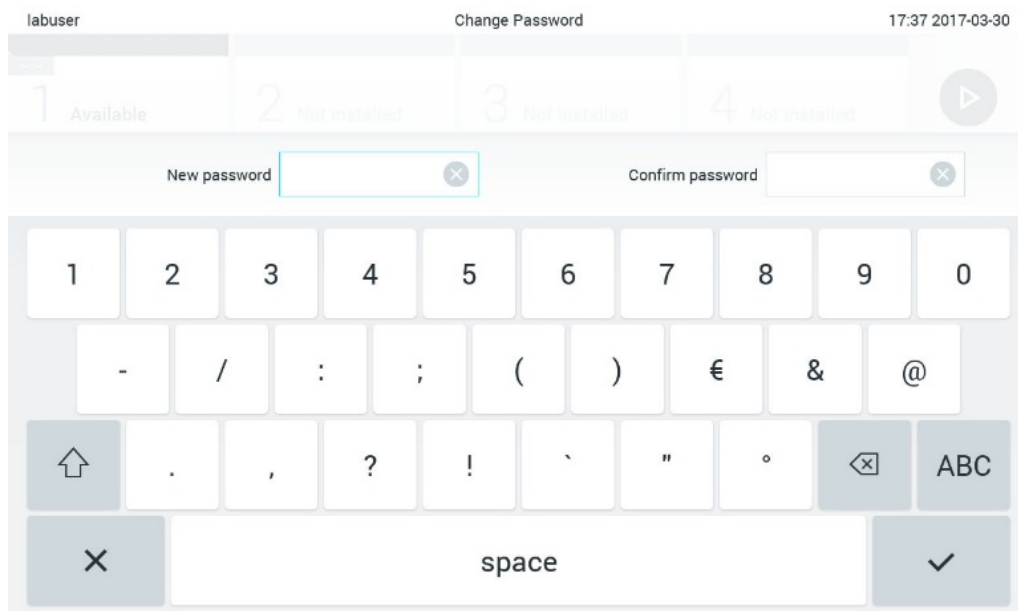 labuser Change Password 17:37 2017-03-30
1 Available 2 Not installed 3 Not installed 4 Not installed
New password Confirm password
1 2 3 4 5 6 7 8 9 0
- / : ; ( ) € & @
. , ? ! ` " ° ABC
space